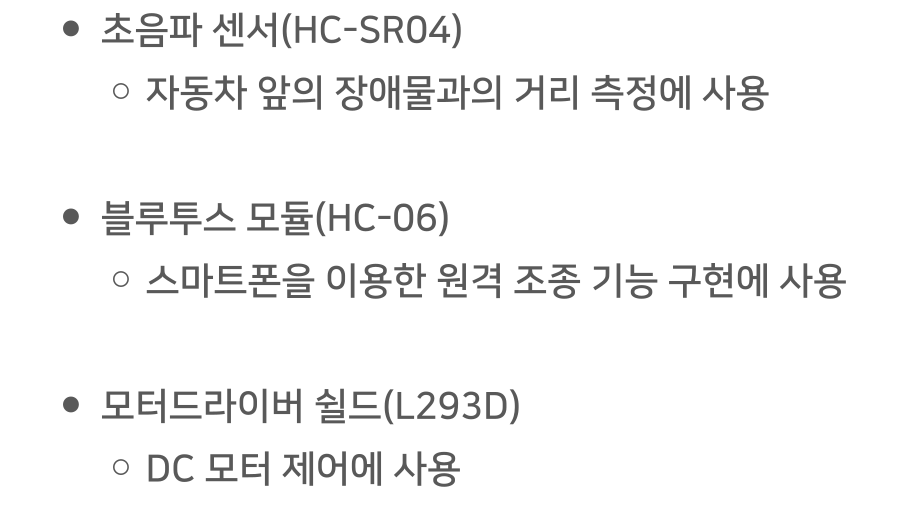 • 초음파 센서(HC-SR04)
○ 자동차 앞의 장애물과의 거리 측정에 사용
• 블루투스 모듈(HC-06)
○ 스마트폰을 이용한 원격 조종 기능 구현에 사용
• 모터드라이버 쉴드(L293D)
○ DC 모터 제어에 사용